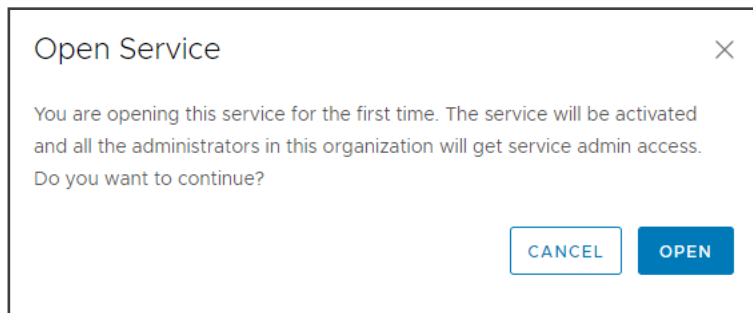 Open Service
You are opening this service for the first time. The service will be activated
and all the administrators in this organization will get service admin access.
Do you want to continue?
CANCEL OPEN